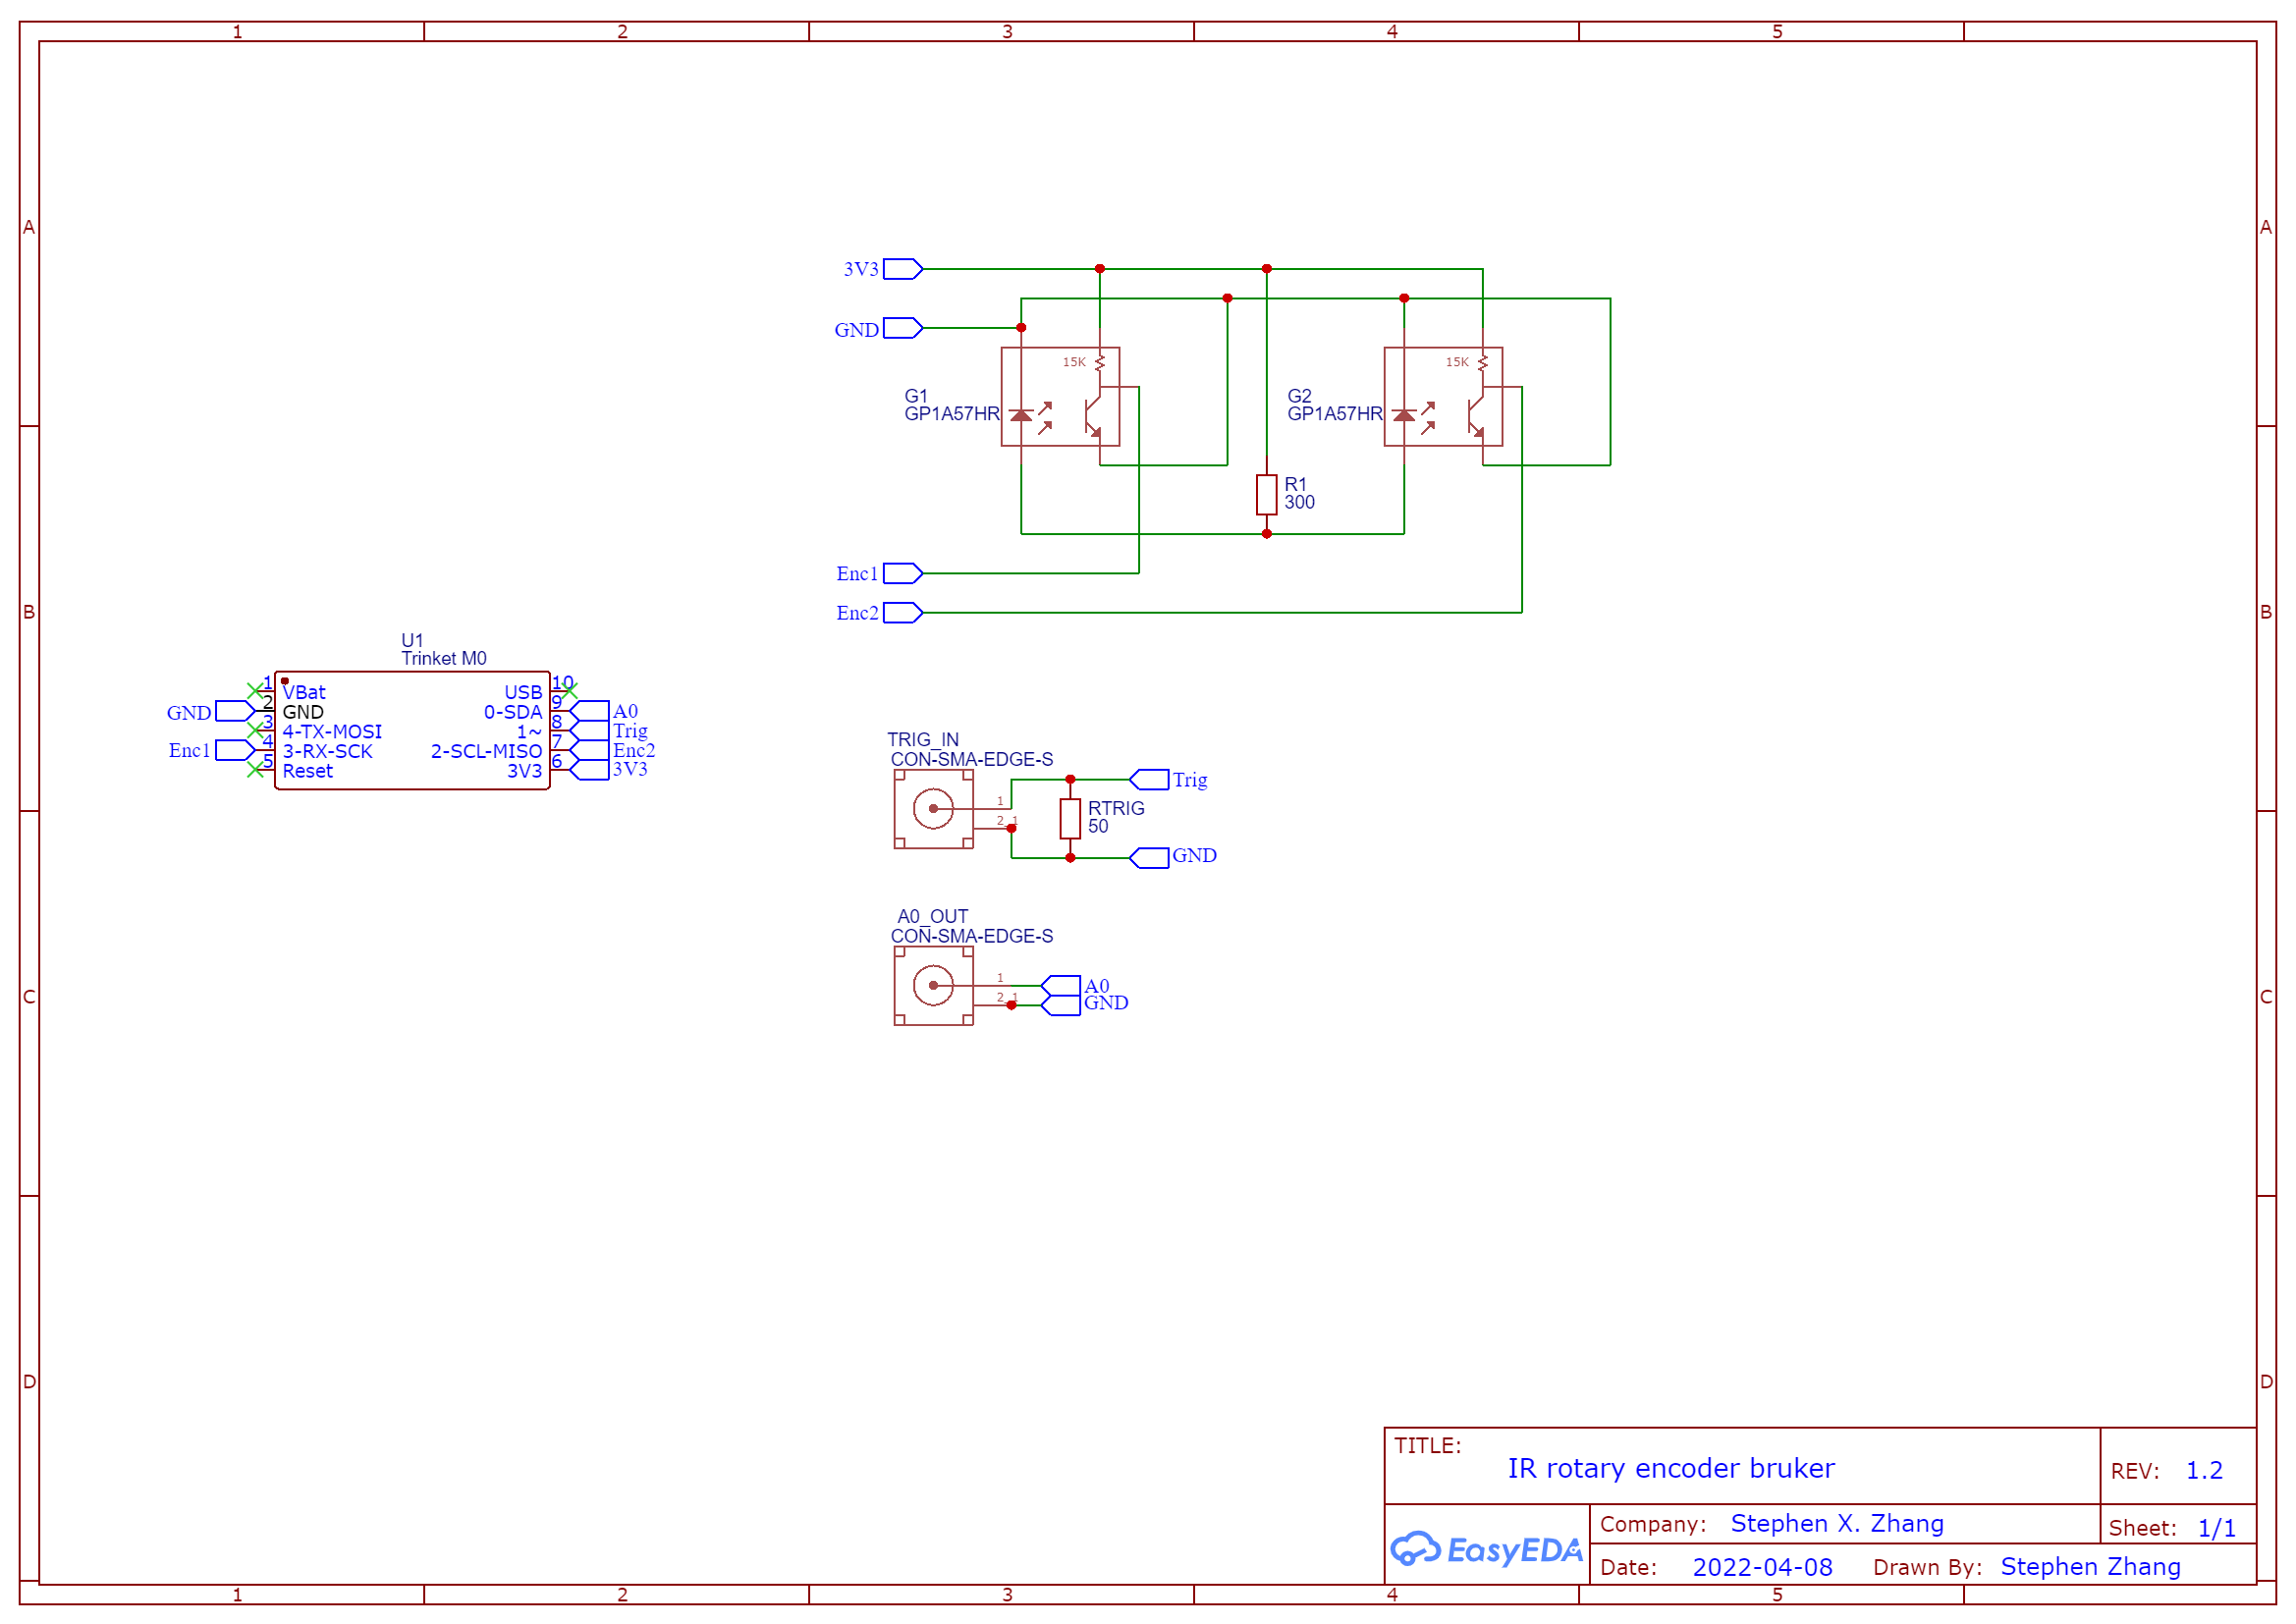 1 2 3 4 5
A A
3V3
GND
15K 15K
G1
GP1A57HR
G2
GP1A57HR
R1
300
Enc1
Enc2
B B
U1
Trinket M0
1 VBat USB 10
GND 2 GND 0-SDA 9 A0
3 4-TX-MOSI 1~ 8 Trig
Enc1 4 3-RX-SCK 2-SCL-MISO 7 Enc2
5 Reset 3V3 6 3V3
TRIG_IN
CON-SMA-EDGE-S
1
2_1
Trig
RTRIG
50
GND
A0_OUT
CON-SMA-EDGE-S
1
2_1
A0
GND
C C
D D
TITLE:
IR rotary encoder bruker
REV: 1.2
EasyEDA
Company: Stephen X. Zhang
Sheet: 1/1
Date: 2022-04-08 Drawn By: Stephen Zhang
1 2 3 4 5